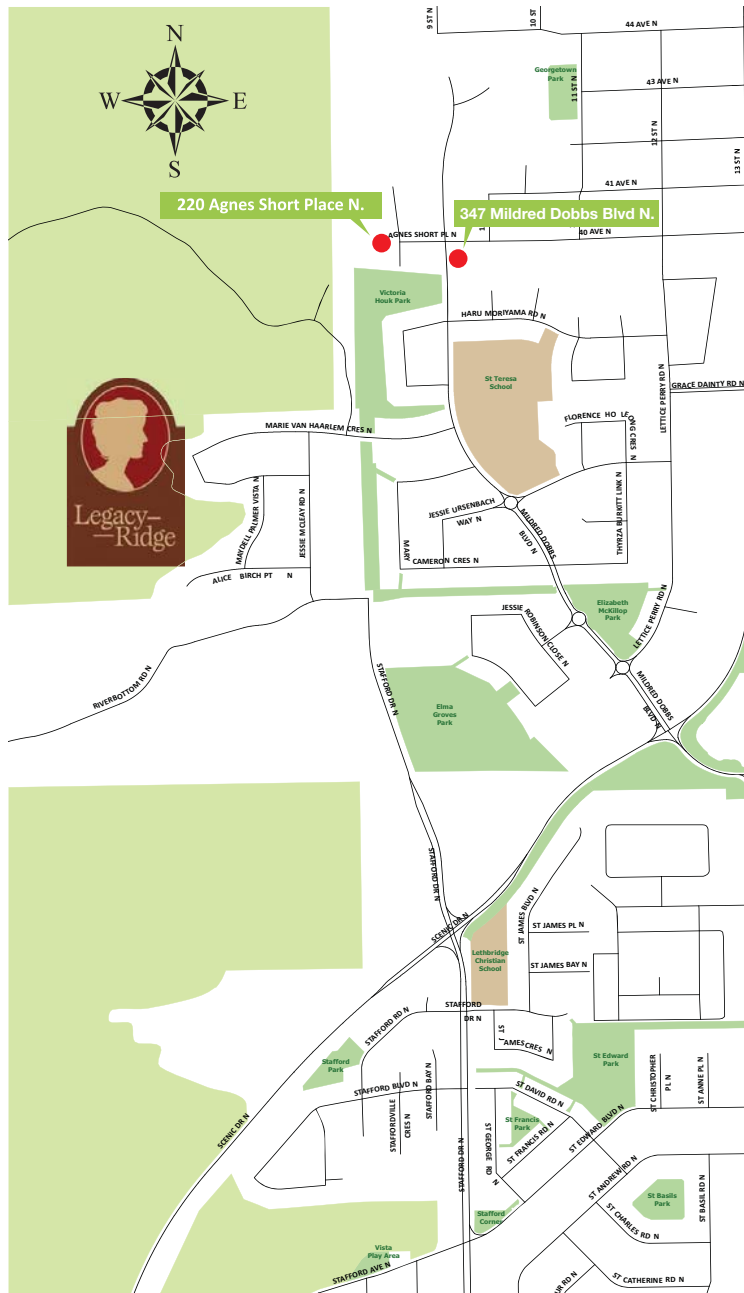 9 ST N
10 ST
44 AVE N
N
W
E
S
Georgetown
Park
11 ST N
43 AVE N
12 ST N
13 ST N
41 AVE N
220 Agnes Short Place N.
347 Mildred Dobbs Blvd N.
AGNES SHORT PL N
1
40 AVE N
Victoria
Houk Park
HARU MORIYAMA RD N
St Teresa
School
LETTICE PERRY RD N
GRACE DAINTY RD N
FLORENCE HO LEONG CRES N
MARIE VAN HAARLEM CRES N
Legacy—
—Ridge
MAYDELL PALMER VISTA N
JESSIE MCLEAY RD N
ALICE BIRCH PT N
JESSIE URSENBACH
WAY N
MARY
CAMERON CRES N
THYRZA BURKITT LINK N
MILDRED DOBBS
BLVD N
Elizabeth
McKillop
Park
LETTICE PERRY RD N
JESSIE
ROBINSON CLOSE N
RIVERBOTTOM RD N
STAFFORD DR N
Elma
Groves
Park
MILDRED DOBBS
BLVD N
STAFFORD DR N
SCENIC DR N
ST JAMES BLVD N
ST JAMES PL N
ST JAMES BAY N
Lethbridge
Christian
School
STAFFORD
DR N
STAFFORD RD N
ST J
AMES CRES N
Stafford
Park
St Edward
Park
ST CHRISTOPHER
PL N
ST ANNE PL N
STAFFORD BLVD N
STAFFORD BAY N
STAFFORDVILLE
CRES N
ST DAVID RD N
St Francis
Park
ST FRANCIS RD N
ST EDWARD BLVD N
ST GEORGE RD N
SCENIC DR N
STAFFORD DR N
ST ANDREW RD N
St Basils
Park
ST BASIL RD N
ST CHARLES RD N
Stafford
Corner
Vista
Play Area
STAFFORD AVE N
ST CATHERINE RD N
RD N